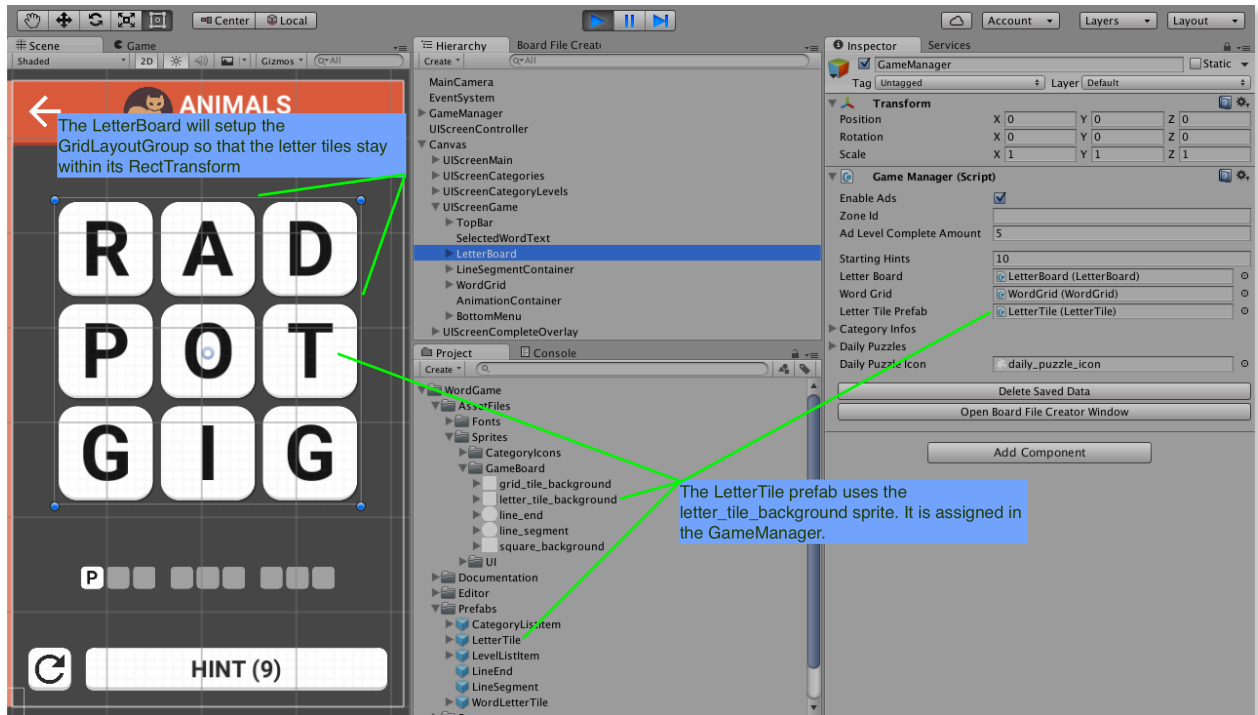 Center
Local
Account
Layers
Layout
Scene
Game
Shaded
2D
Gizmos
All
ANIMALS
The LetterBoard will setup the
GridLayoutGroup so that the letter tiles stay
within its RectTransform
R A D
P O T
G I G
P
HINT (9)
Hierarchy
Board File Creato
Create
All
MainCamera
EventSystem
GameManager
UIScreenController
Canvas
UIScreenMain
UIScreenCategories
UIScreenCategoryLevels
UIScreenGame
TopBar
SelectedWordText
LetterBoard
LineSegmentContainer
WordGrid
AnimationContainer
BottomMenu
UIScreenCompleteOverlay
Project
Console
Create
WordGame
AssetFiles
Fonts
Sprites
CategoryIcons
GameBoard
grid_tile_background
letter_tile_background
line_end
line_segment
square_background
UI
Documentation
Editor
Prefabs
CategoryListItem
LetterTile
LevelListItem
LineEnd
LineSegment
WordLetterTile
The LetterTile prefab uses the
letter_tile_background sprite. It is assigned in
the GameManager.
Inspector
Services
GameManager
Static
Tag Untagged
Layer Default
Transform
Position X 0 Y 0 Z 0
Rotation X 0 Y 0 Z 0
Scale X 1 Y 1 Z 1
Game Manager (Script)
Enable Ads
Zone Id
Ad Level Complete Amount 5
Starting Hints 10
Letter Board LetterBoard (LetterBoard)
Word Grid WordGrid (WordGrid)
Letter Tile Prefab LetterTile (LetterTile)
Category Infos
Daily Puzzles
Daily Puzzle Icon daily_puzzle_icon
Delete Saved Data
Open Board File Creator Window
Add Component